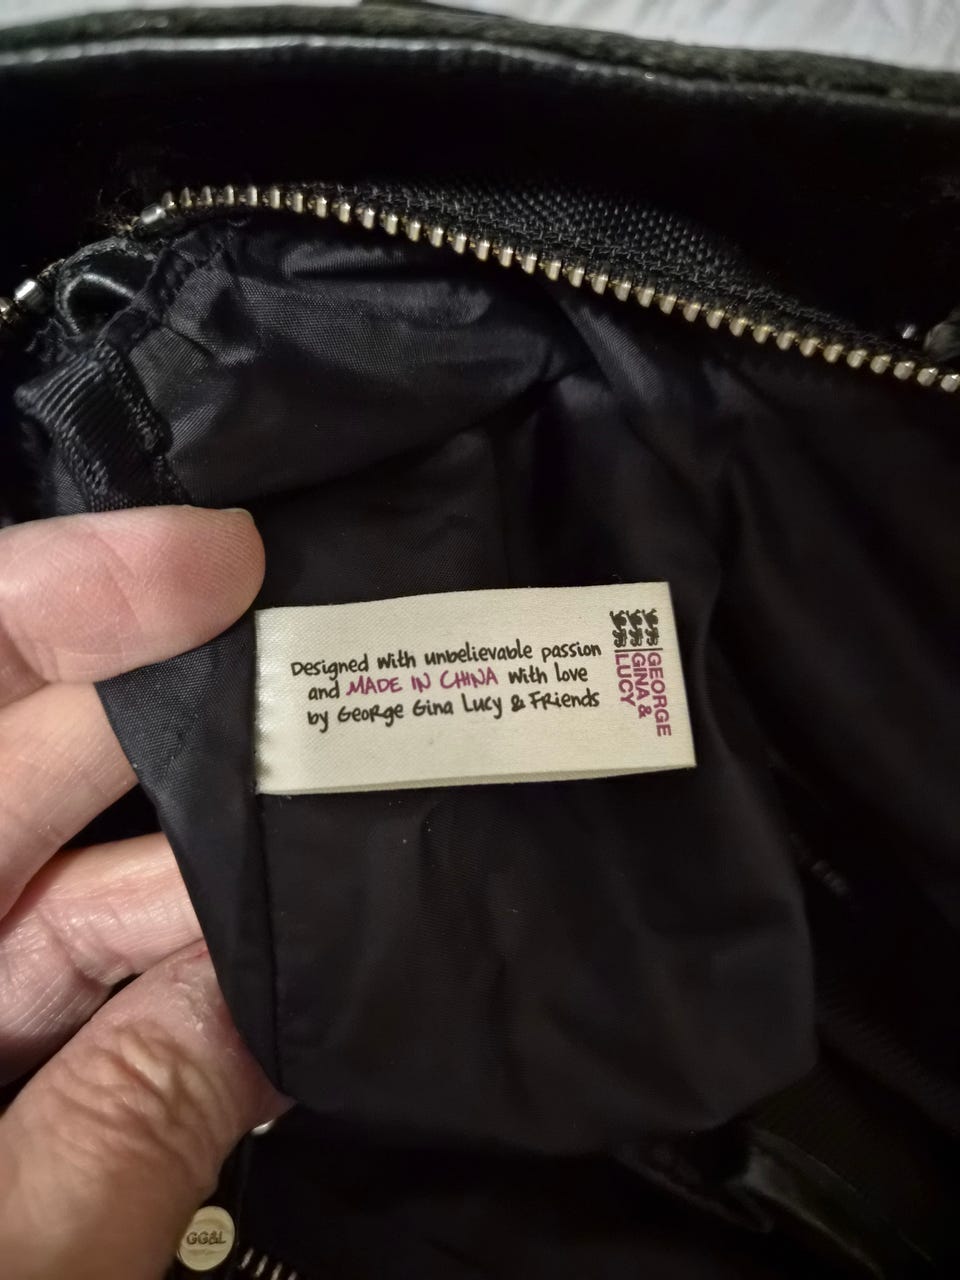 Designed with unbelievable passion
and MADE IN CHINA with love
by George Gina Lucy & Friends
GEORGE
GINA &
LUCY
GG&L